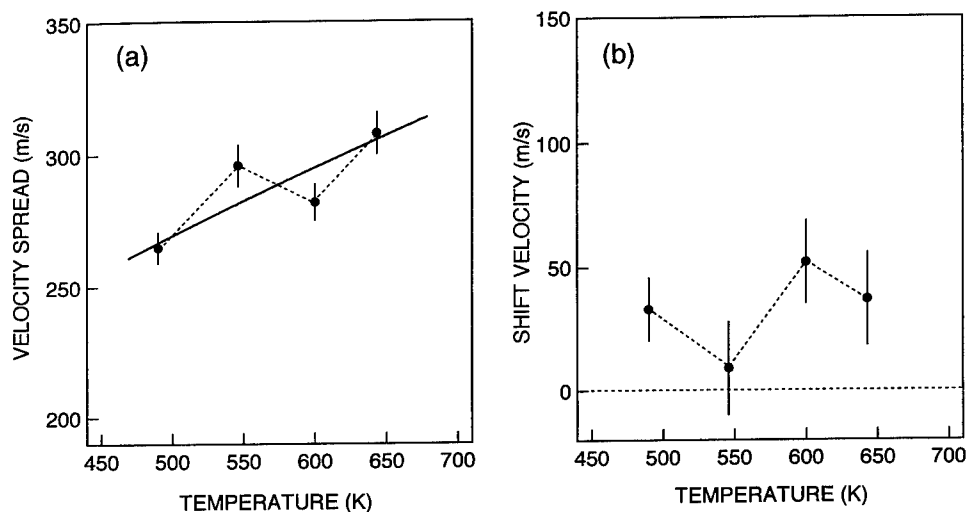 (a)
350
300
250
200
VELOCITY SPREAD (m/s)
450 500 550 600 650 700
TEMPERATURE (K)
(b)
150
100
50
0
SHIFT VELOCITY (m/s)
450 500 550 600 650 700
TEMPERATURE (K)